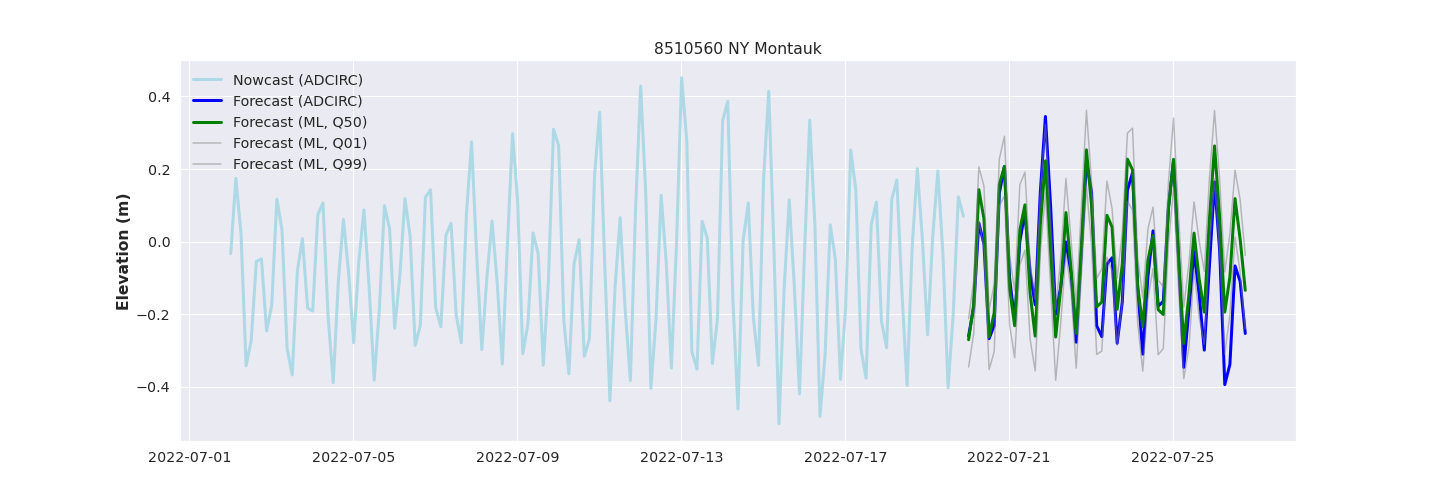 8510560 NY Montauk
Nowcast (ADCIRC)
Forecast (ADCIRC)
Forecast (ML, Q50)
Forecast (ML, Q01)
Forecast (ML, Q99)
Elevation (m)
0.4
0.2
0.0
−0.2
−0.4
2022-07-01 2022-07-05 2022-07-09 2022-07-13 2022-07-17 2022-07-21 2022-07-25